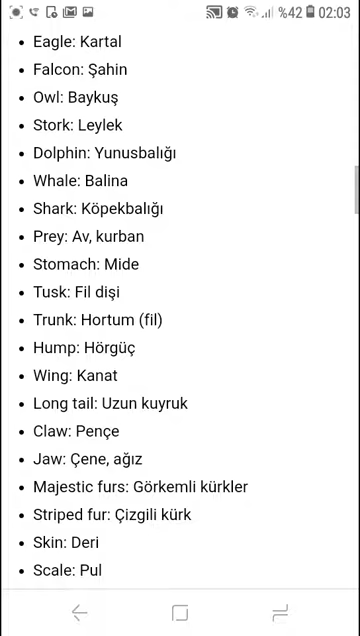 %42 02:03
Eagle: Kartal
Falcon: Şahin
Owl: Baykuş
Stork: Leylek
Dolphin: Yunusbalığı
Whale: Balina
Shark: Köpekbalığı
Prey: Av, kurban
Stomach: Mide
Tusk: Fil dişi
Trunk: Hortum (fil)
Hump: Hörgüç
Wing: Kanat
Long tail: Uzun kuyruk
Claw: Pençe
Jaw: Çene, ağız
Majestic furs: Görkemli kürkler
Striped fur: Çizgili kürk
Skin: Deri
Scale: Pul